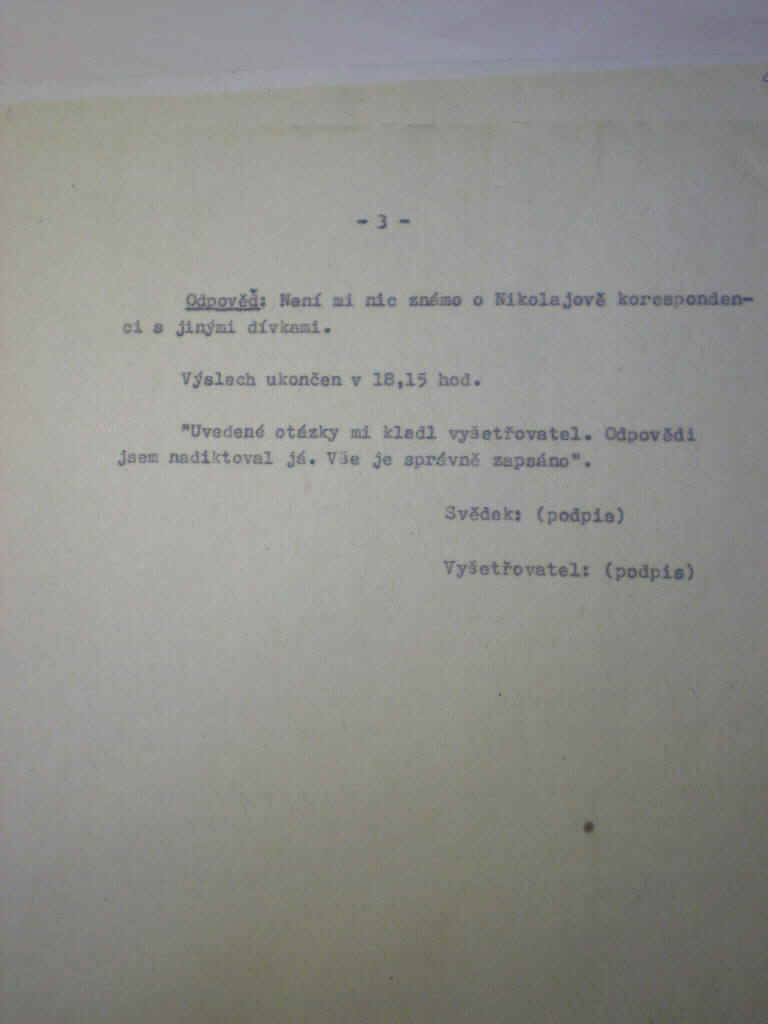 - 3 -
Odpověď: Není mi nic známo o Nikolajově koresponden-
ci s jinými dívkami.
Výslech ukončen v 18,15 hod.
"Uvedené otázky mi kladl vyšetřovatel. Odpovědi
jsem nadiktoval já. Vše je správně zapsáno".
Svědek: (podpis)
Vyšetřovatel: (podpis)